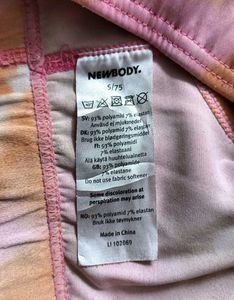 NEWBODY.
S/75
SV: 93% polyamid 7% elastan
Använd ej mjukmedel
DK: 93% polyamid 7% elastan
Brug ikke blødgøringsmiddel
FI: 93% polyamidi
7% elastaani
Älä käytä huuhteluainetta
GB: 93% polyamide
7% elastane
Do not use fabric softener
Some discoloration at
perspiration may arise
NO: 93% polyamid 7% elastan
Bruk ikke tøymykner
Made in China
LI 102069